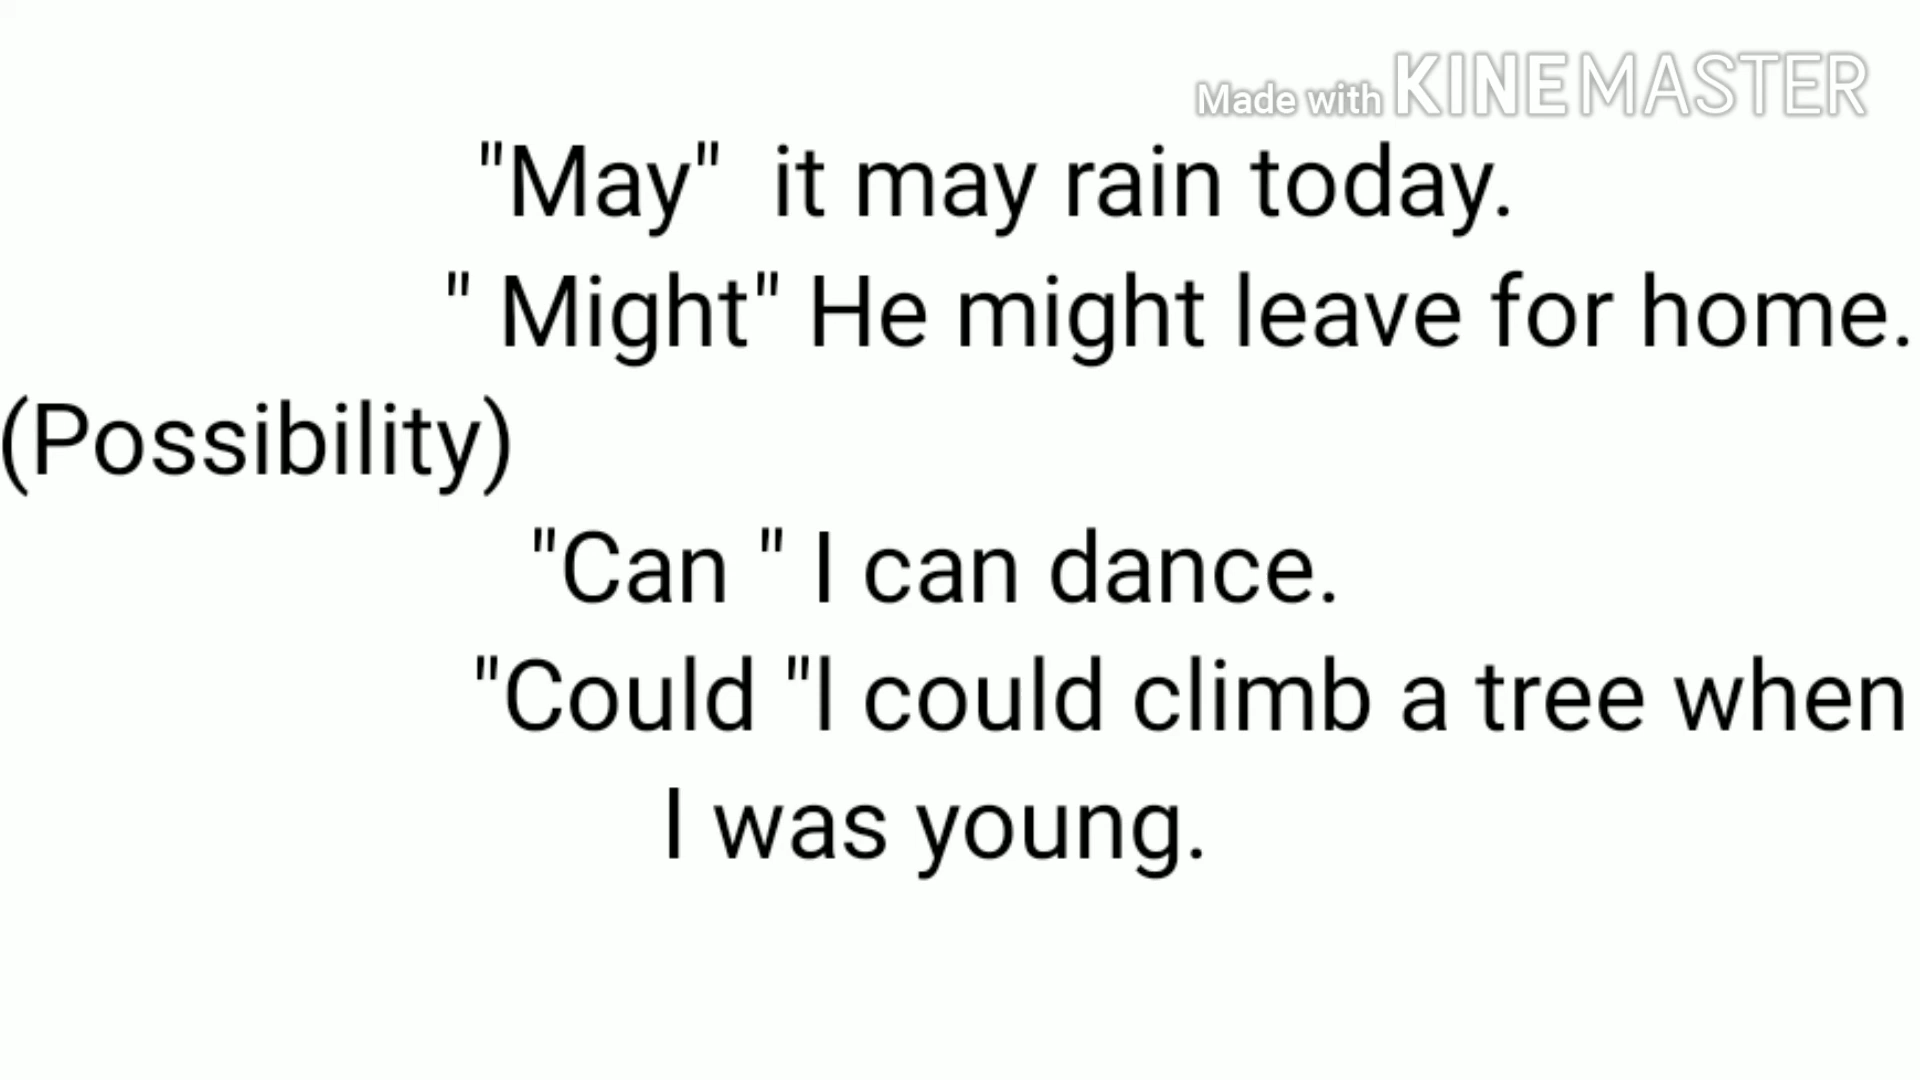 Made with KINEMASTER
"May"  it may rain today.
" Might" He might leave for home.
(Possibility)
"Can " I can dance.
"Could "I could climb a tree when
I was young.